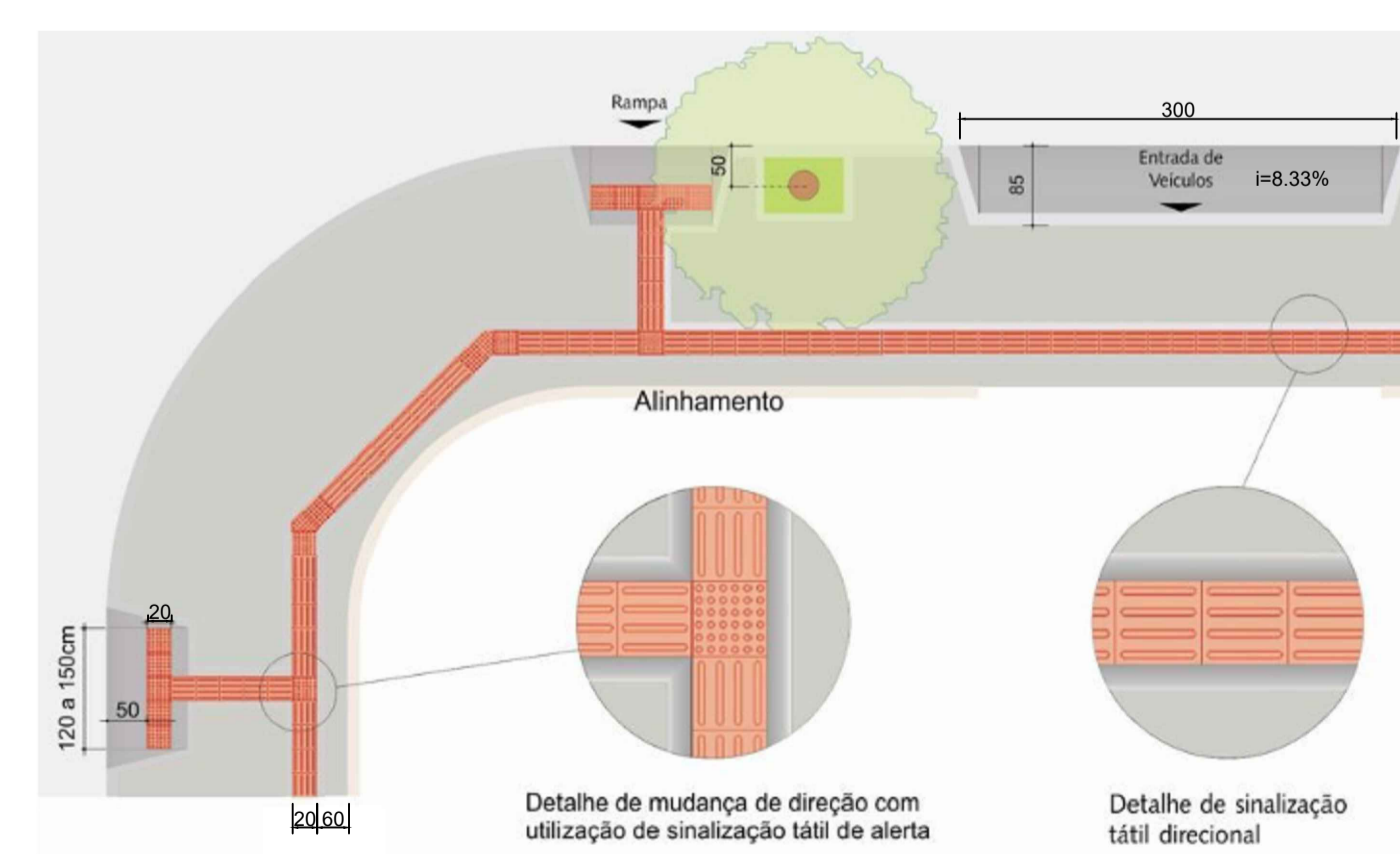 Rampa
300
50
85
Entrada de
Veículos
i=8.33%
Alinhamento
20
120 a 150cm
50
20
60
Detalhe de mudança de direção com
utilização de sinalização tátil de alerta
Detalhe de sinalização
tátil direcional